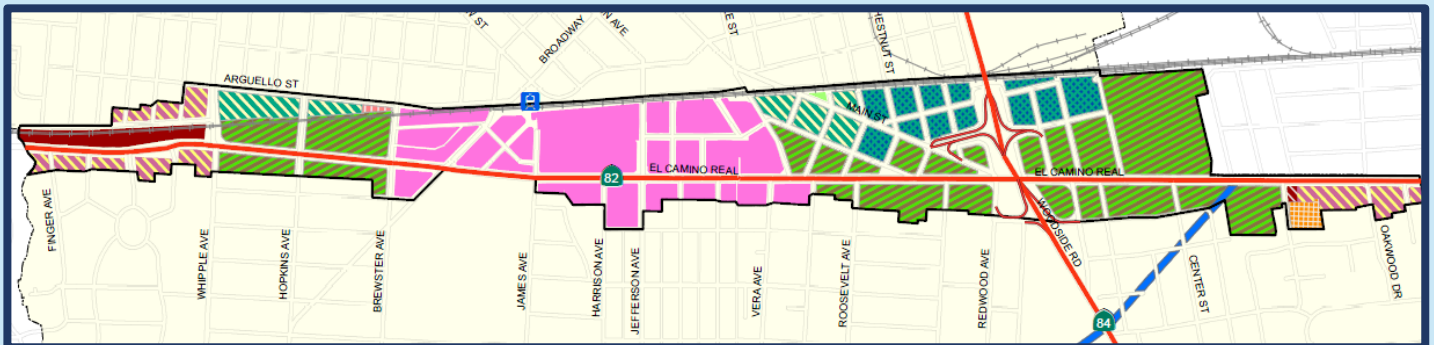 BROADWAY
CHESTNUT ST
ARGUELLO ST
MAIN ST
EL CAMINO REAL
82
EL CAMINO REAL
WOODSIDE RD
FINGER AVE
WHIPPLE AVE
HOPKINS AVE
BREWSTER AVE
JAMES AVE
HARRISON AVE
JEFFERSON AVE
VERA AVE
ROOSEVELT AVE
REDWOOD AVE
CENTER ST
OAKWOOD DR
84